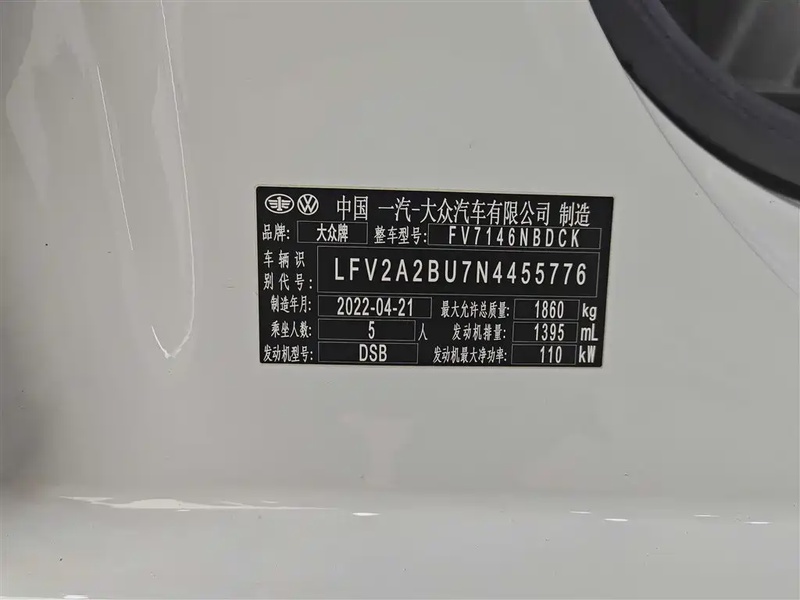 中国 一汽-大众汽车有限公司 制造
品牌: 大众牌 整车型号: FV7146NBDCK
车辆识别代号: LFV2A2BU7N4455776
制造年月: 2022-04-21 最大允许总质量: 1860 kg
乘坐人数: 5 人 发动机排量: 1395 mL
发动机型号: DSB 发动机最大净功率: 110 kW